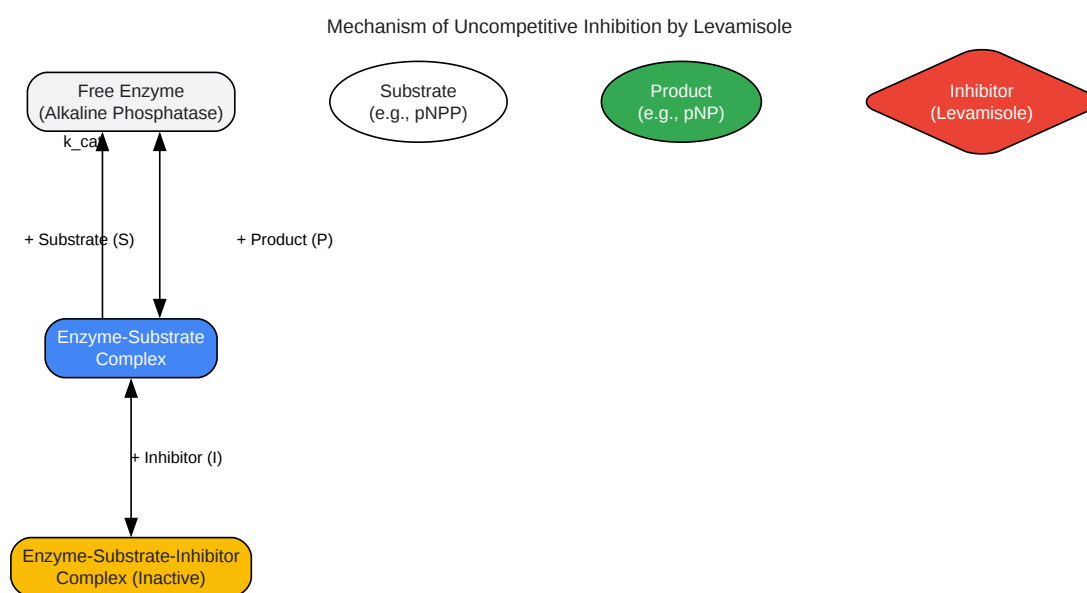 Mechanism of Uncompetitive Inhibition by Levamisole
Free Enzyme
(Alkaline Phosphatase)
Substrate
(e.g., pNPP)
Product
(e.g., pNP)
Inhibitor
(Levamisole)
k_cat
+ Substrate (S)
+ Product (P)
Enzyme-Substrate
Complex
+ Inhibitor (I)
Enzyme-Substrate-Inhibitor
Complex (Inactive)